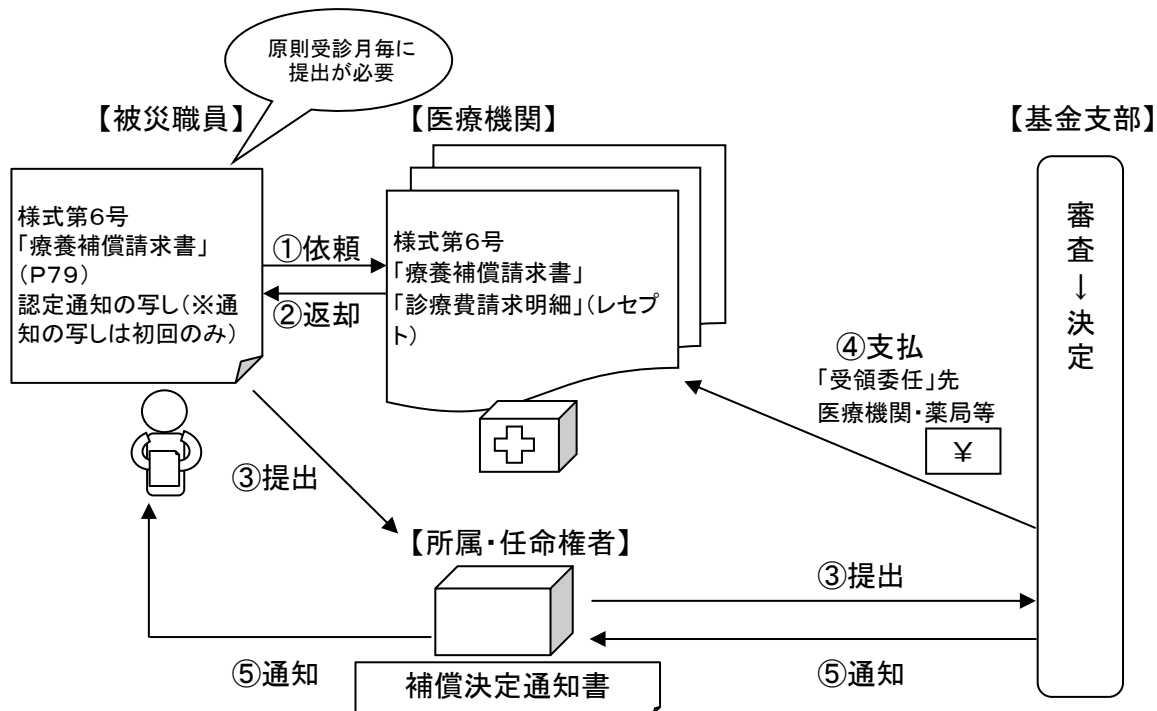 原則受診月毎に
提出が必要
【被災職員】
【医療機関】
【基金支部】
様式第6号
「療養補償請求書」
(P79)
認定通知の写し(※通
知の写しは初回のみ)
①依頼
②返却
様式第6号
「療養補償請求書」
「診療費請求明細」(レセプ
ト)
審査→決定
④支払
「受領委任」先
医療機関・薬局等
¥
③提出
【所属・任命権者】
③提出
⑤通知
⑤通知
補償決定通知書